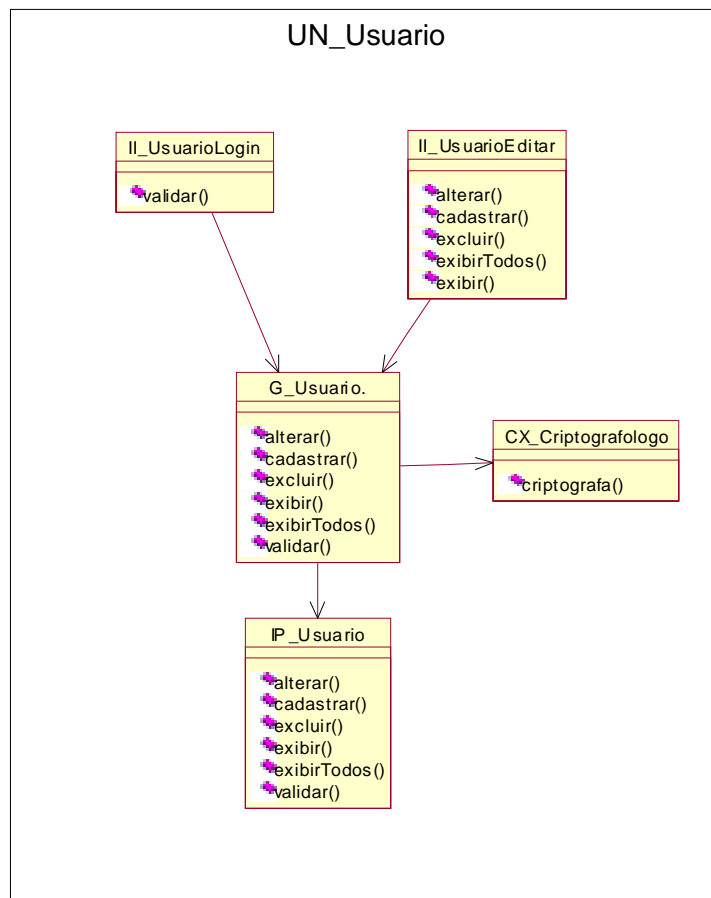 UN_Usuario
II_UsuarioLogin
validar()
II_UsuarioEditar
alterar()
cadastrar()
excluir()
exibirTodos()
exibir()
G_Usuario.
alterar()
cadastrar()
excluir()
exibir()
exibirTodos()
validar()
CX_Criptografologo
criptografa()
IP_Usuario
alterar()
cadastrar()
excluir()
exibir()
exibirTodos()
validar()